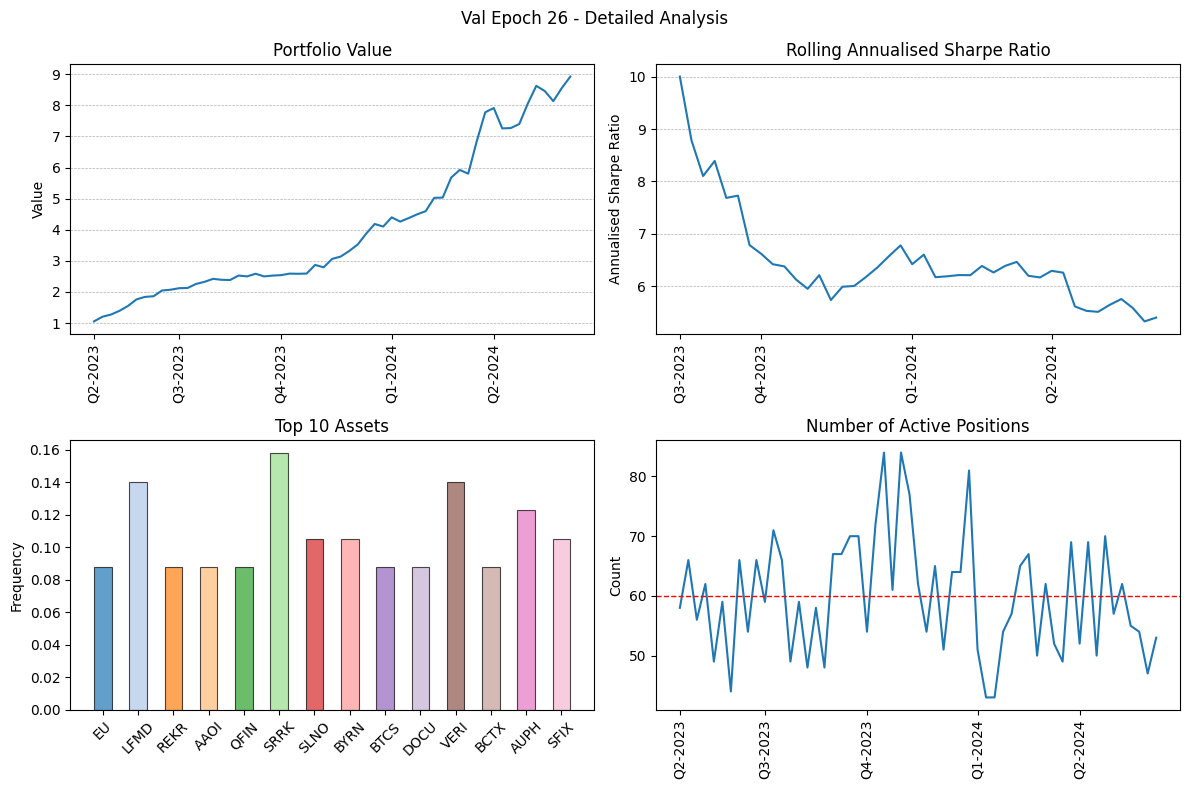 Val Epoch 26 - Detailed Analysis
Portfolio Value
Value
9
8
7
6
5
4
3
2
1
Q2-2023
Q3-2023
Q4-2023
Q1-2024
Q2-2024
Rolling Annualised Sharpe Ratio
Annualised Sharpe Ratio
10
9
8
7
6
Q3-2023
Q4-2023
Q1-2024
Q2-2024
Top 10 Assets
Frequency
0.16
0.14
0.12
0.10
0.08
0.06
0.04
0.02
0.00
EU
LFMD
REKR
AAOI
QFIN
SRRK
SLNO
BYRN
BTCS
DOCU
VERI
BCTX
AUPH
SFIX
Number of Active Positions
Count
80
70
60
50
Q2-2023
Q3-2023
Q4-2023
Q1-2024
Q2-2024